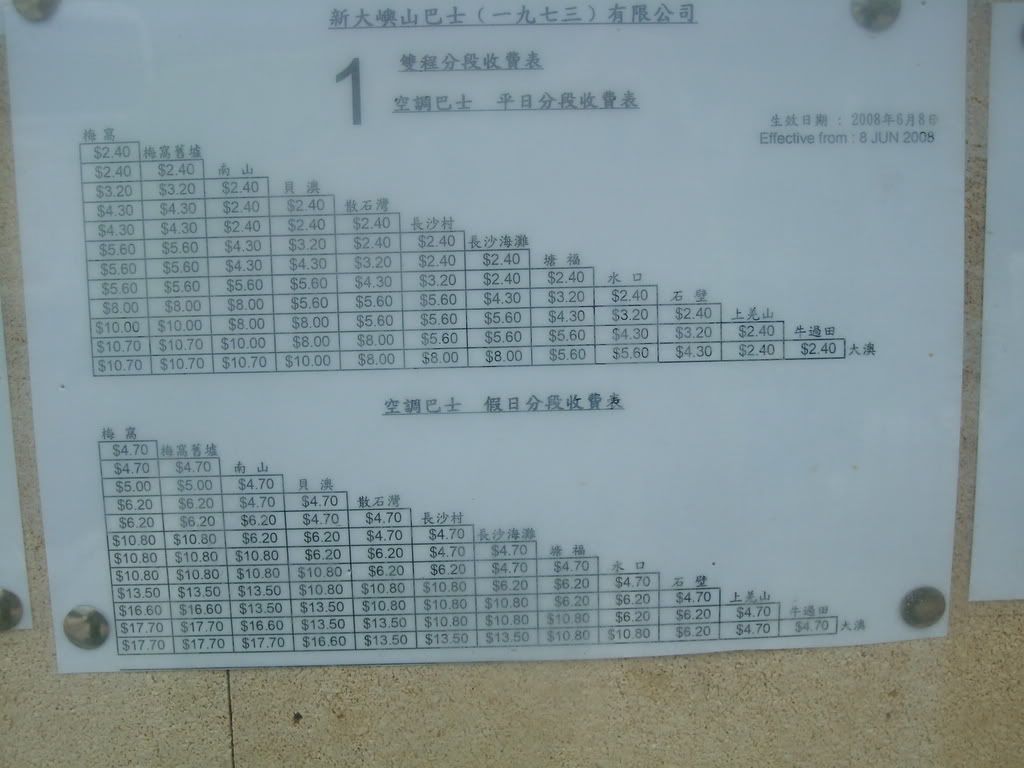 新大嶼山巴士（一九七三）有限公司
1
雙程分段收費表
空調巴士 平日分段收費表
生效日期 : 2008年6月8日
Effective from : 8 JUN 2008
梅窩
$2.40 梅窩舊墟
$2.40 $2.40 南山
$3.20 $3.20 $2.40 貝澳
$4.30 $4.30 $2.40 $2.40 散石灣
$4.30 $4.30 $2.40 $2.40 $2.40 長沙村
$5.60 $5.60 $4.30 $3.20 $2.40 $2.40 長沙海灘
$5.60 $5.60 $4.30 $4.30 $3.20 $2.40 $2.40 塘福
$5.60 $5.60 $5.60 $5.60 $4.30 $3.20 $2.40 $2.40 水口
$8.00 $8.00 $8.00 $5.60 $5.60 $5.60 $4.30 $3.20 $2.40 石壁
$10.00 $10.00 $8.00 $8.00 $5.60 $5.60 $5.60 $4.30 $3.20 $2.40 上羌山
$10.70 $10.70 $10.00 $8.00 $8.00 $5.60 $5.60 $5.60 $4.30 $3.20 $2.40 牛過田
$10.70 $10.70 $10.70 $10.00 $8.00 $8.00 $8.00 $5.60 $5.60 $4.30 $2.40 $2.40 大澳
空調巴士 假日分段收費表
梅窩
$4.70 梅窩舊墟
$4.70 $4.70 南山
$5.00 $5.00 $4.70 貝澳
$6.20 $6.20 $4.70 $4.70 散石灣
$6.20 $6.20 $6.20 $4.70 $4.70 長沙村
$10.80 $10.80 $6.20 $6.20 $4.70 $4.70 長沙海灘
$10.80 $10.80 $10.80 $6.20 $6.20 $4.70 $4.70 塘福
$10.80 $10.80 $10.80 $10.80 $6.20 $6.20 $4.70 $4.70 水口
$13.50 $13.50 $13.50 $10.80 $10.80 $10.80 $6.20 $6.20 $4.70 石壁
$16.60 $16.60 $13.50 $13.50 $10.80 $10.80 $10.80 $6.20 $6.20 $4.70 上羌山
$17.70 $17.70 $16.60 $13.50 $13.50 $10.80 $10.80 $10.80 $6.20 $6.20 $4.70 牛過田
$17.70 $17.70 $17.70 $16.60 $13.50 $13.50 $13.50 $10.80 $10.80 $6.20 $4.70 $4.70 大澳